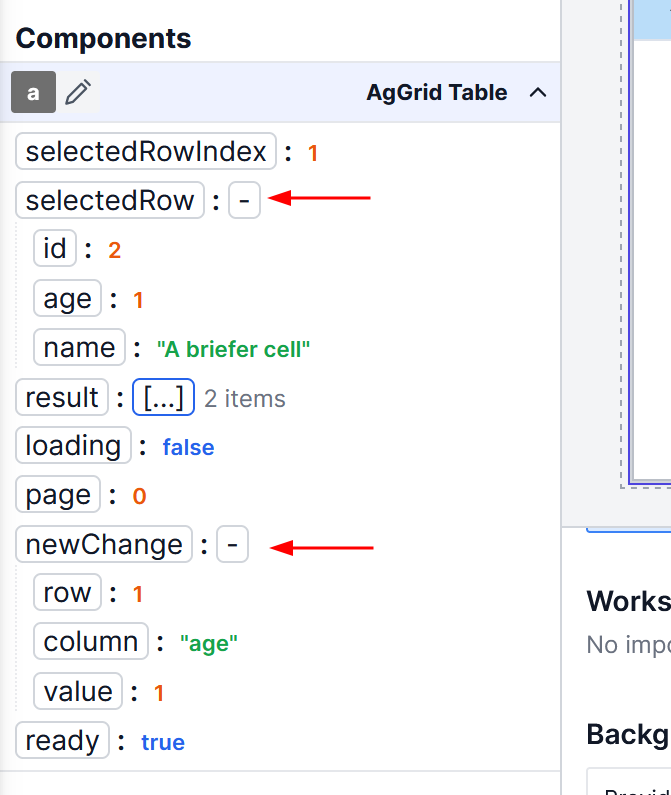 Components
a AgGrid Table
selectedRowIndex : 1
selectedRow : -
id : 2
age : 1
name : "A briefer cell"
result : [...] 2 items
loading : false
page : 0
newChange : -
row : 1
column : "age"
value : 1
ready : true
Works
No impo
Backg